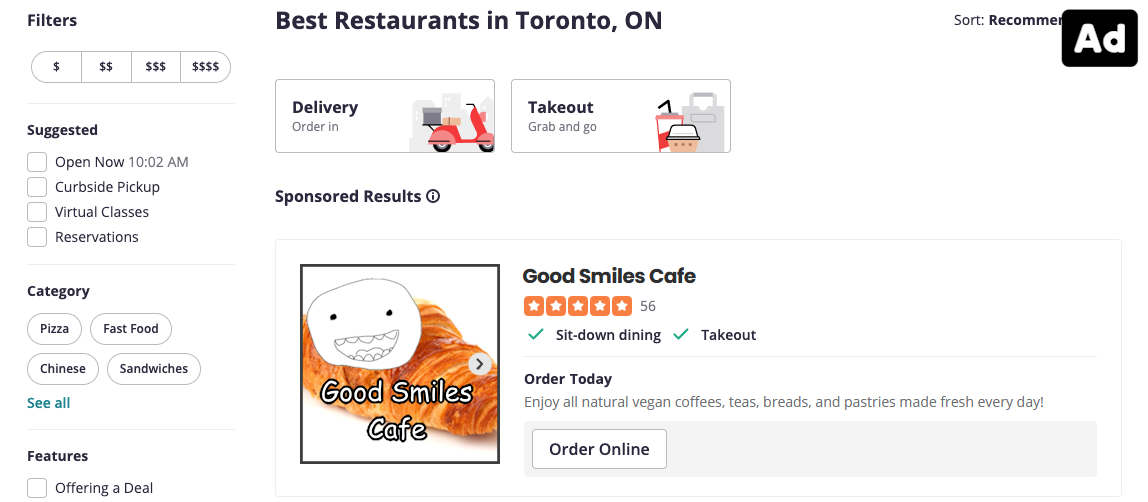 Filters
$ $$ $$$ $$$$
Suggested
Open Now 10:02 AM
Curbside Pickup
Virtual Classes
Reservations
Category
Pizza Fast Food
Chinese Sandwiches
See all
Features
Offering a Deal
Best Restaurants in Toronto, ON
Sort: Recommen
Ad
Delivery
Order in
Takeout
Grab and go
Sponsored Results
Good Smiles
Cafe
Good Smiles Cafe
56
Sit-down dining Takeout
Order Today
Enjoy all natural vegan coffees, teas, breads, and pastries made fresh every day!
Order Online